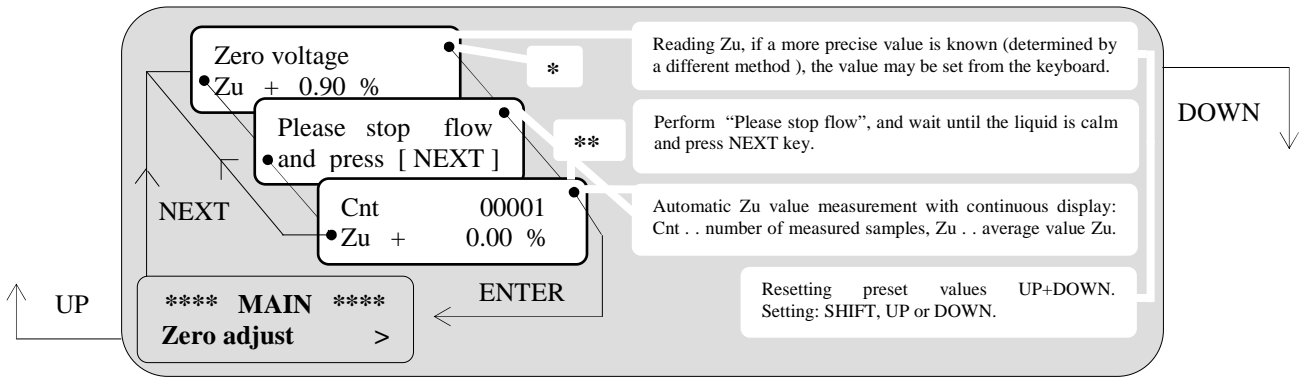 Zero voltage
Zu + 0.90 %
*
Please stop flow
and press [ NEXT ]
**
Cnt 00001
Zu + 0.00 %
NEXT
ENTER
UP
**** MAIN ****
Zero adjust >
Reading Zu, if a more precise value is known (determined by
a different method ), the value may be set from the keyboard.
Perform “Please stop flow”, and wait until the liquid is calm
and press NEXT key.
Automatic Zu value measurement with continuous display:
Cnt . . number of measured samples, Zu . . average value Zu.
Resetting preset values UP+DOWN.
Setting: SHIFT, UP or DOWN.
DOWN